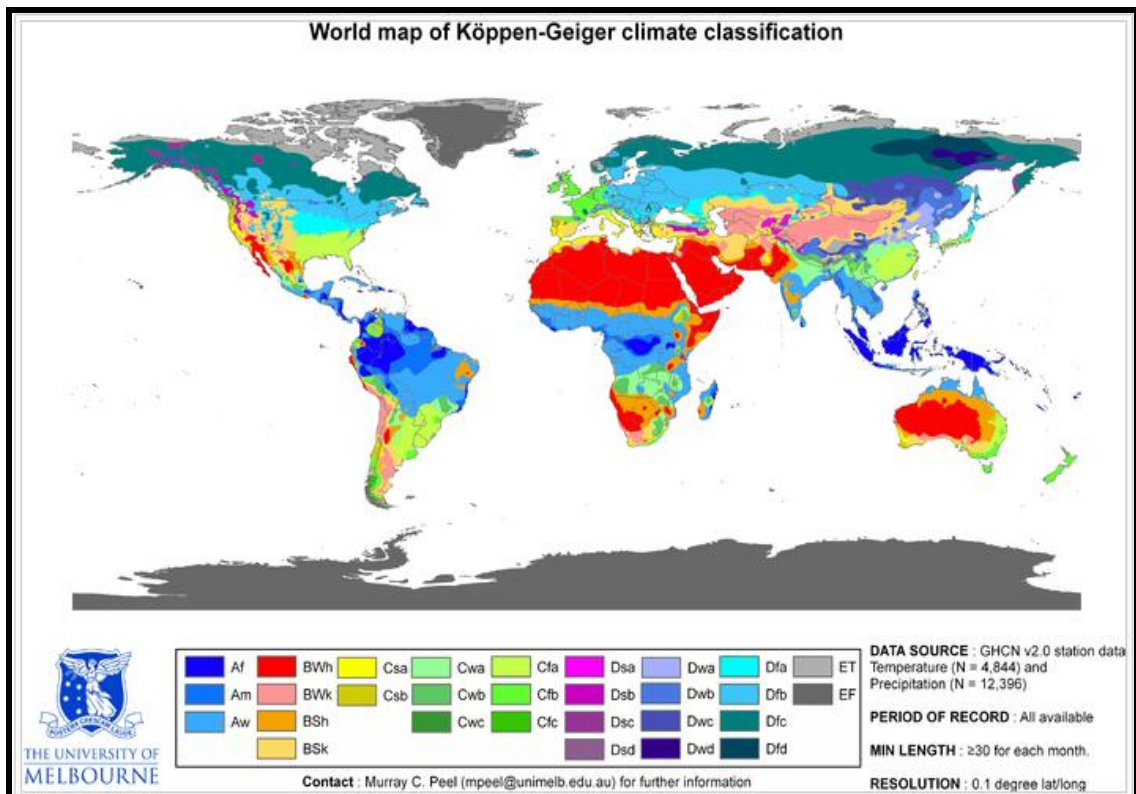 World map of Köppen-Geiger climate classification
Af BWh Csa Cwa Cfa Dsa Dwa Dfa ET
Am BWk Csb Cwb Cfb Dsb Dwb Dfb EF
Aw BSh Cwc Cfc Dsc Dwc Dfc
BSk Dsd Dwd Dfd
Contact : Murray C. Peel (mpeel@unimelb.edu.au) for further information
DATA SOURCE : GHCN v2.0 station data
Temperature (N = 4,844) and
Precipitation (N = 12,396)
PERIOD OF RECORD : All available
MIN LENGTH : ≥30 for each month.
RESOLUTION : 0.1 degree lat/long
POSTERA CRESCAM LAUDE
THE UNIVERSITY OF
MELBOURNE